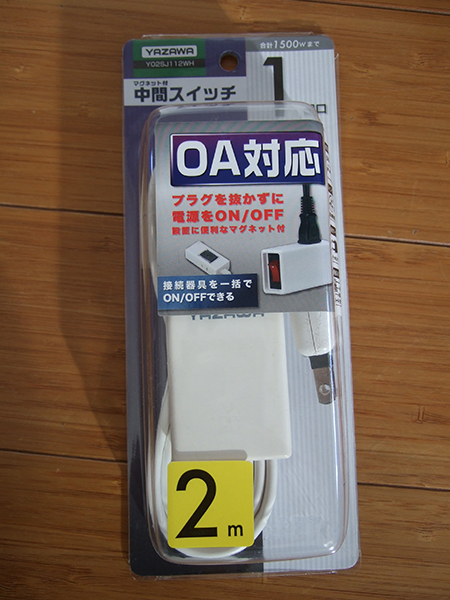 YAZAWA
Y02SJ112WH
合計1500Wまで
マグネット付
中間スイッチ
1
口
OA対応
プラグを抜かずに
電源をON/OFF
設置に便利なマグネット付
接続器具を一括で
ON/OFFできる
YAZAWA
2m